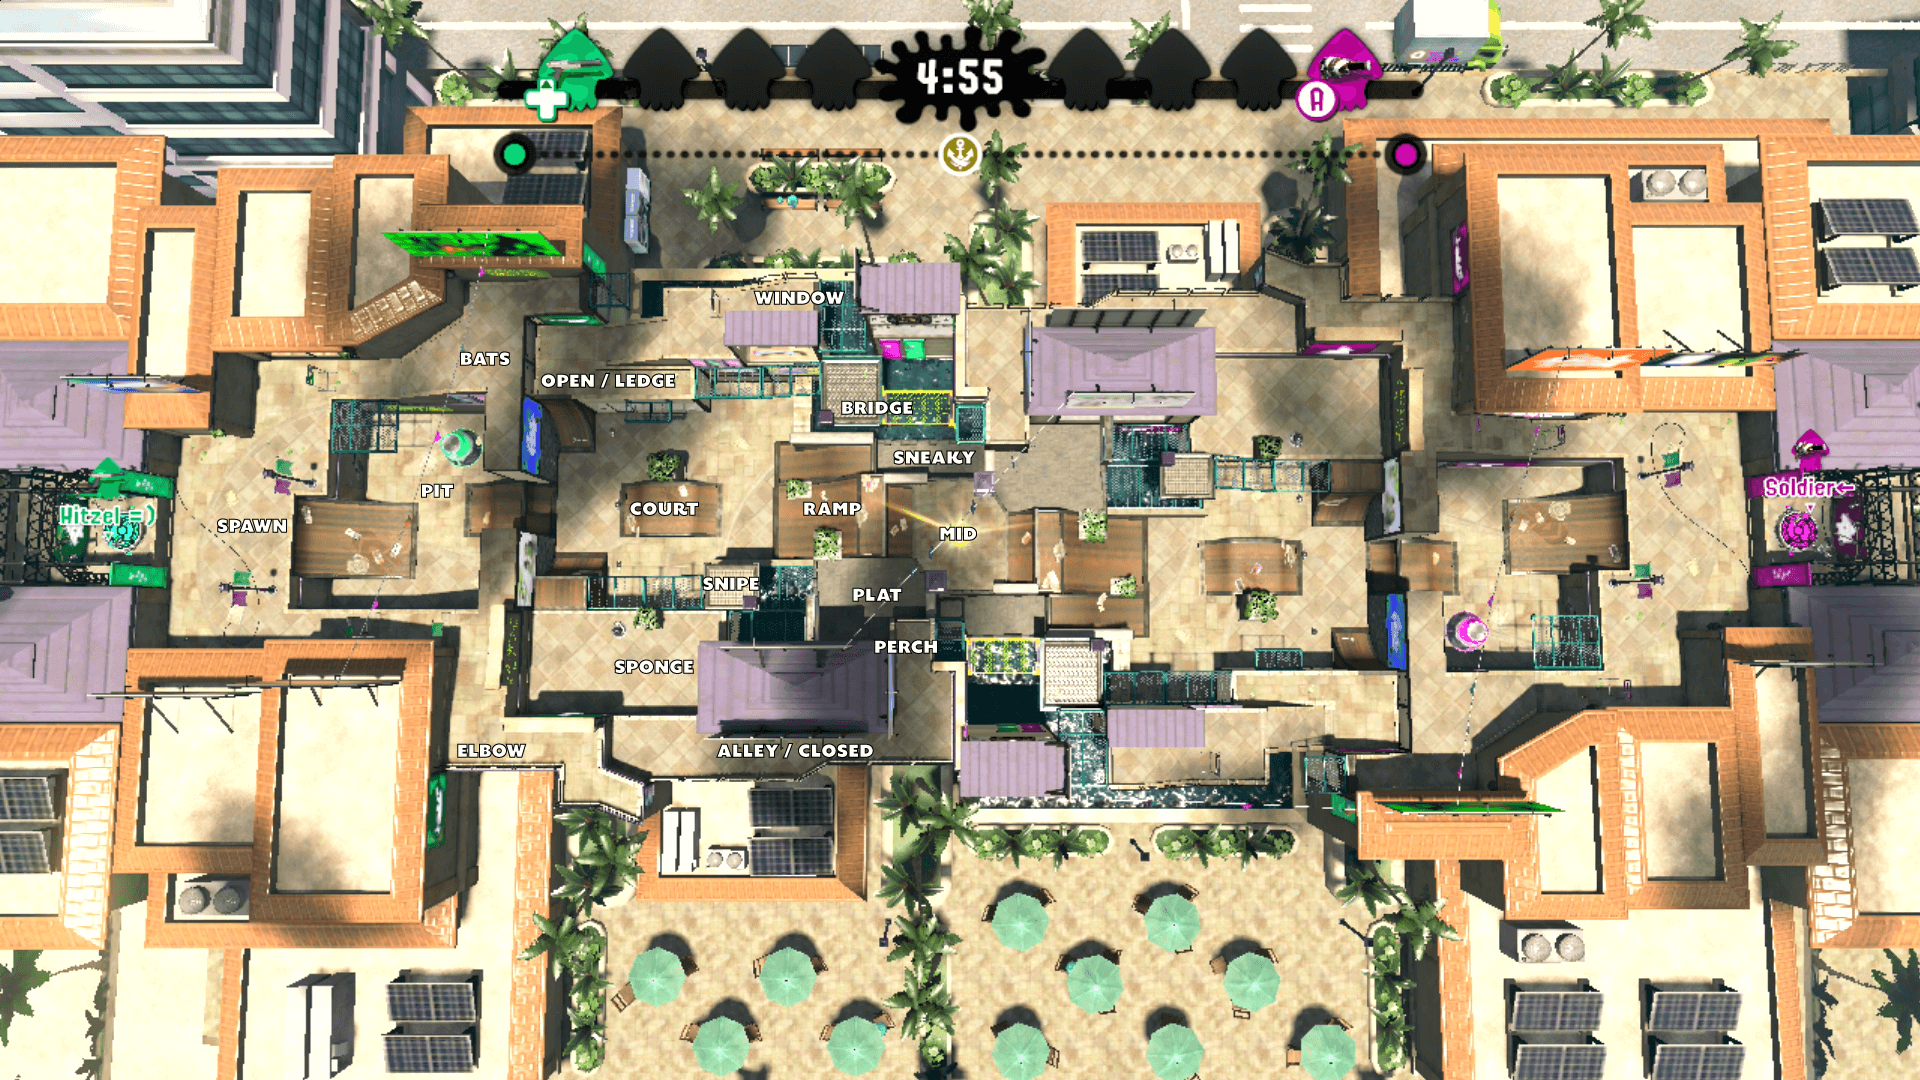 4:55
A
WINDOW
BATS
OPEN / LEDGE
BRIDGE
SNEAKY
PIT
Soldier←
COURT
RAMP
Hitzel =)
SPAWN
MID
SNIPE
PLAT
PERCH
SPONGE
ELBOW
ALLEY / CLOSED